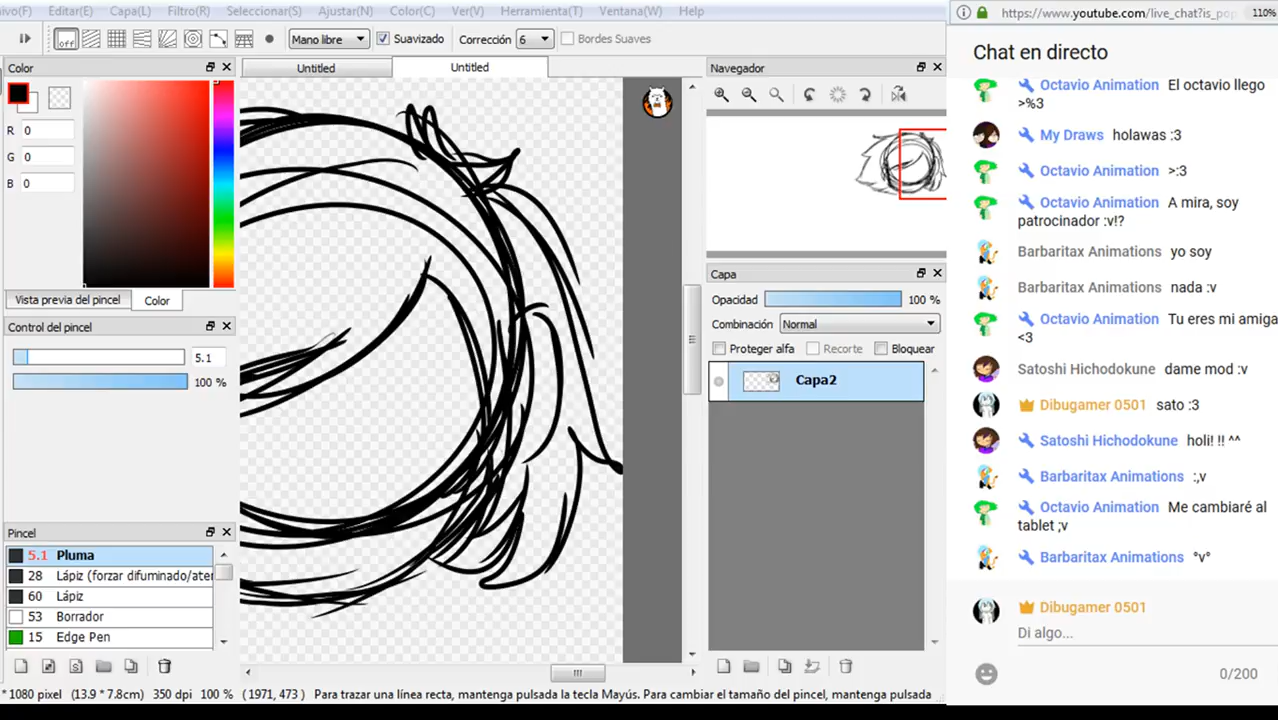 Editar(E) Capa(L) Filtro(R) Seleccionar(S) Ajustar(N) Color(C) Ver(V) Herramienta(T) Ventana(W) Help
off Mano libre Suavizado Corrección 6 Bordes Suaves
Color
R 0
G 0
B 0
Vista previa del pincel Color
Control del pincel
5.1
100 %
Pincel
5.1 Pluma
28 Lápiz (forzar difuminado/ater
60 Lápiz
53 Borrador
15 Edge Pen
Untitled Untitled
Navegador
Capa
Opacidad 100 %
Combinación Normal
Proteger alfa Recorte Bloquear
Capa2
* 1080 pixel (13.9 * 7.8cm) 350 dpi 100 % (1971, 473) Para trazar una línea recta, mantenga pulsada la tecla Mayús. Para cambiar el tamaño del pincel, mantenga pulsada
https://www.youtube.com/live_chat?is_pop 110%
Chat en directo
Octavio Animation El octavio llego
>%3
My Draws holawas :3
Octavio Animation >:3
Octavio Animation A mira, soy
patrocinador :v!?
Barbaritax Animations yo soy
Barbaritax Animations nada :v
Octavio Animation Tu eres mi amiga
<3
Satoshi Hichodokune dame mod :v
Dibugamer 0501 sato :3
Satoshi Hichodokune holi! !! ^^
Barbaritax Animations :,v
Octavio Animation Me cambiaré al
tablet ;v
Barbaritax Animations °v°
Dibugamer 0501
Di algo...
0/200